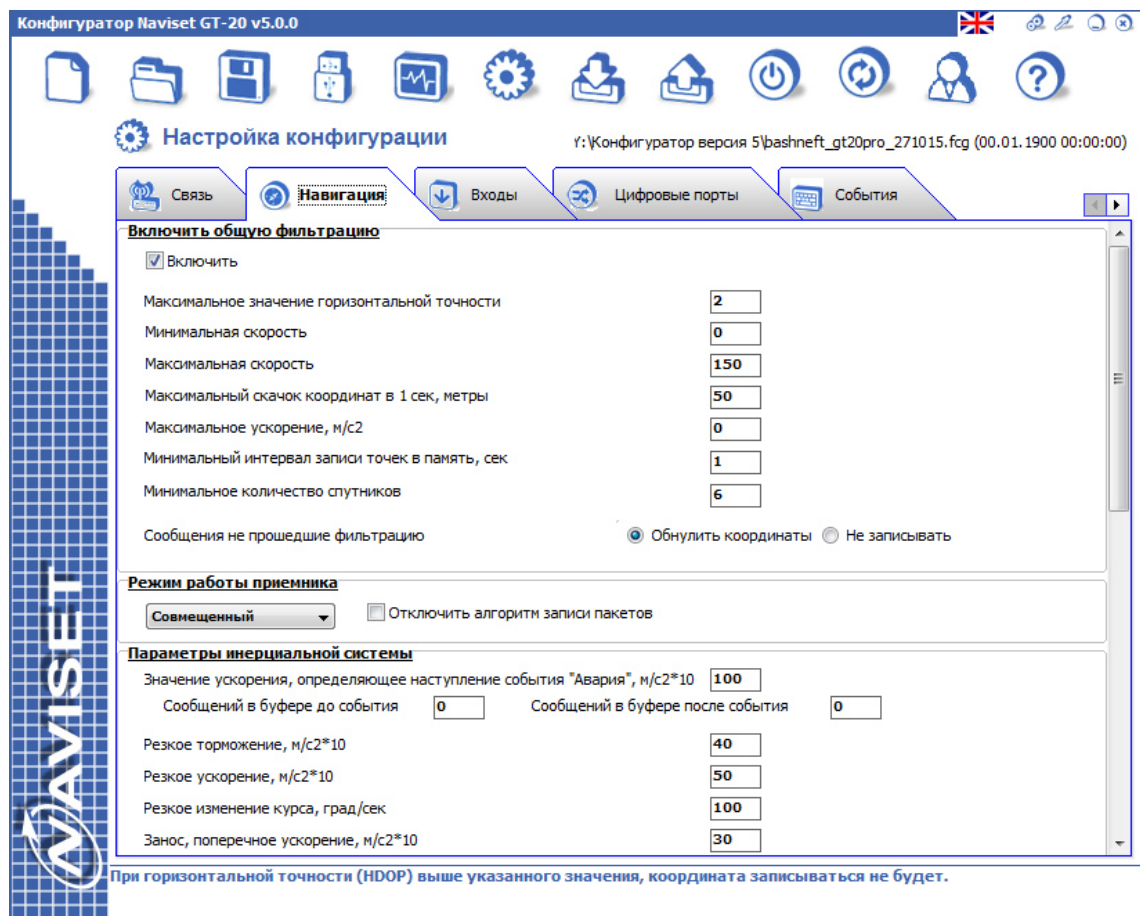 Конфигуратор Naviset GT-20 v5.0.0
Настройка конфигурации
Y:\Конфигуратор версия 5\bashneft_gt20pro_271015.fcg (00.01.1900 00:00:00)
Связь Навигация Входы Цифровые порты События
Включить общую фильтрацию
Включить
Максимальное значение горизонтальной точности 2
Минимальная скорость 0
Максимальная скорость 150
Максимальный скачок координат в 1 сек, метры 50
Максимальное ускорение, м/с2 0
Минимальный интервал записи точек в память, сек 1
Минимальное количество спутников 6
Сообщения не прошедшие фильтрацию Обнулить координаты Не записывать
Режим работы приемника
Совмещенный Отключить алгоритм записи пакетов
Параметры инерциальной системы
Значение ускорения, определяющее наступление события "Авария", м/с2*10 100
Сообщений в буфере до события 0 Сообщений в буфере после события 0
Резкое торможение, м/с2*10 40
Резкое ускорение, м/с2*10 50
Резкое изменение курса, град/сек 100
Занос, поперечное ускорение, м/с2*10 30
При горизонтальной точности (HDOP) выше указанного значения, координата записываться не будет.
NAVISET